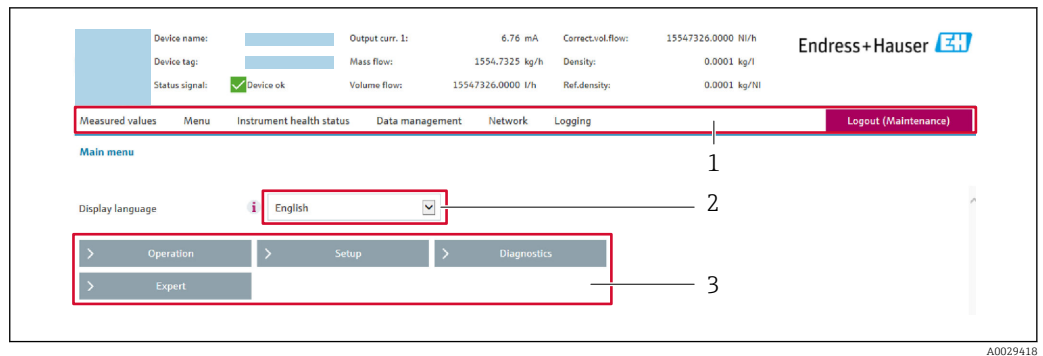 Device name: Output curr. 1: 6.76 mA Correct.vol.flow: 15547326.0000 Nl/h
Endress+Hauser EH
Device tag: Mass flow: 1554.7325 kg/h Density: 0.0001 kg/l
Status signal: Device ok Volume flow: 15547326.0000 l/h Ref.density: 0.0001 kg/Nl
Measured values Menu Instrument health status Data management Network Logging Logout (Maintenance)
1
Main menu
Display language i English 2
> Operation > Setup > Diagnostics
> Expert 3
A0029418